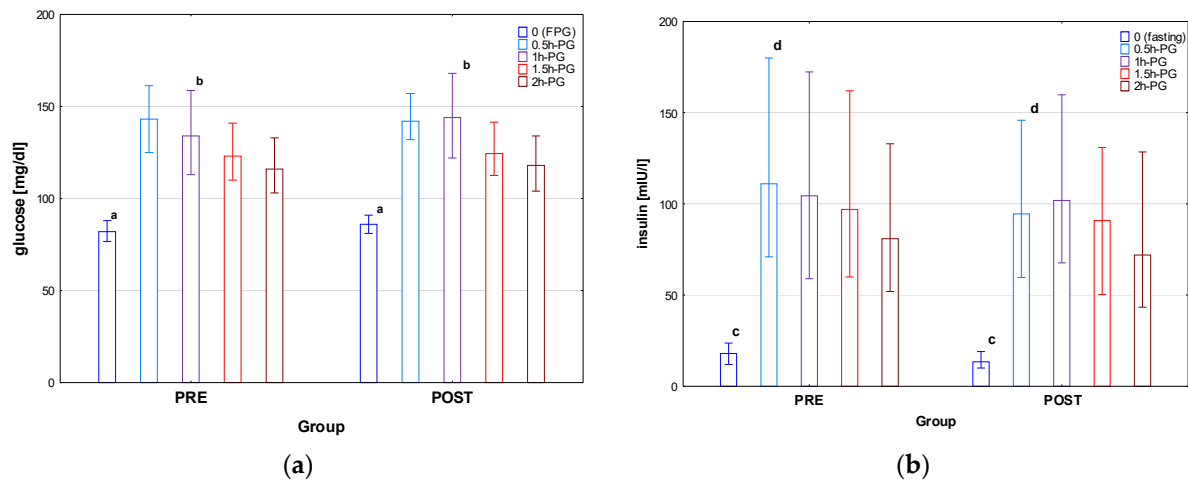 200
150
100
50
0
glucose [mg/dl]
0 (FPG)
0.5h-PG
1h-PG
1.5h-PG
2h-PG
a
b
a
b
PRE
POST
Group
(a)
200
150
100
50
0
insulin [mIU/l]
0 (fasting)
0.5h-PG
1h-PG
1.5h-PG
2h-PG
c
d
c
d
PRE
POST
Group
(b)